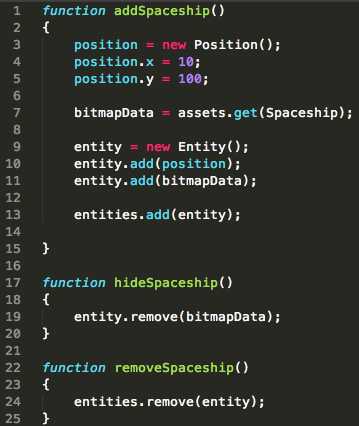 1 function addSpaceship()
2 {
3     position = new Position();
4     position.x = 10;
5     position.y = 100;
6
7     bitmapData = assets.get(Spaceship);
8
9     entity = new Entity();
10     entity.add(position);
11     entity.add(bitmapData);
12
13     entities.add(entity);
14
15 }
16
17 function hideSpaceship()
18 {
19     entity.remove(bitmapData);
20 }
21
22 function removeSpaceship()
23 {
24     entities.remove(entity);
25 }